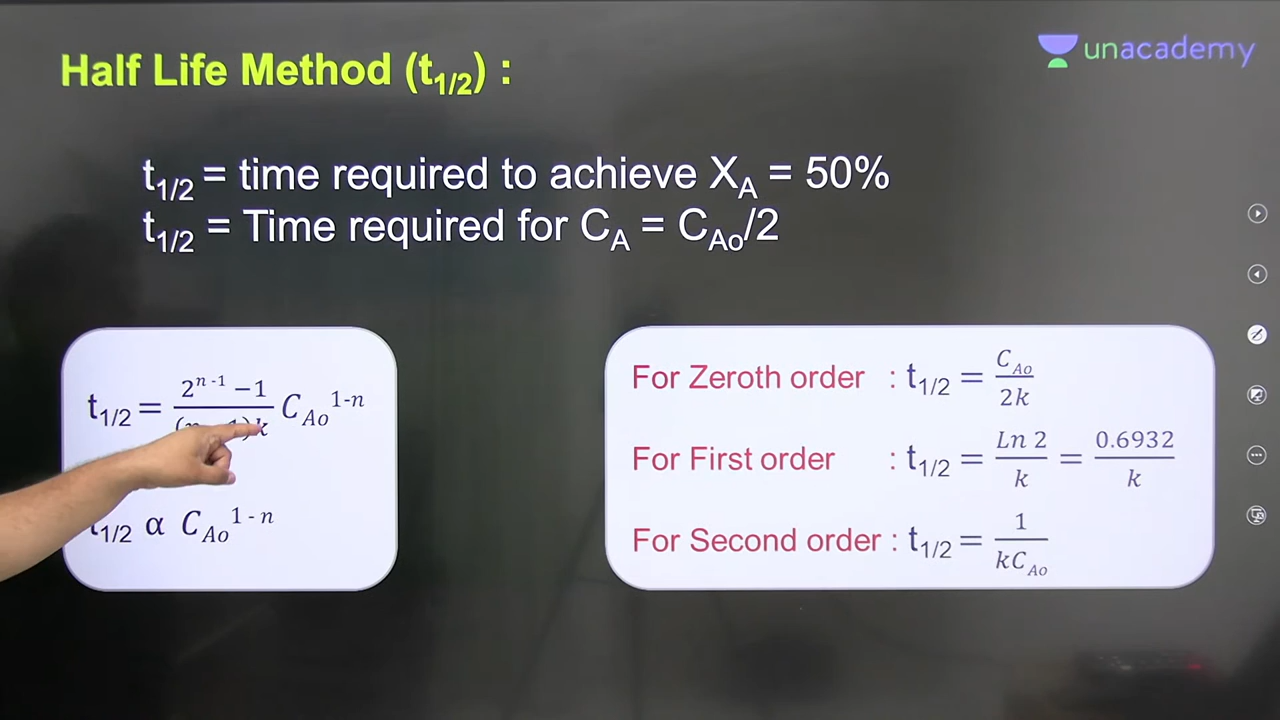 unacademy
Half Life Method (t1/2) :
t1/2 = time required to achieve XA = 50%
t1/2 = Time required for CA = CAo/2
t1/2 = (2^(n-1) − 1) / k CAo^(1-n)
t1/2 α CAo^(1-n)
For Zeroth order : t1/2 = CAo / 2k
For First order : t1/2 = Ln 2 / k = 0.6932 / k
For Second order : t1/2 = 1 / kCAo